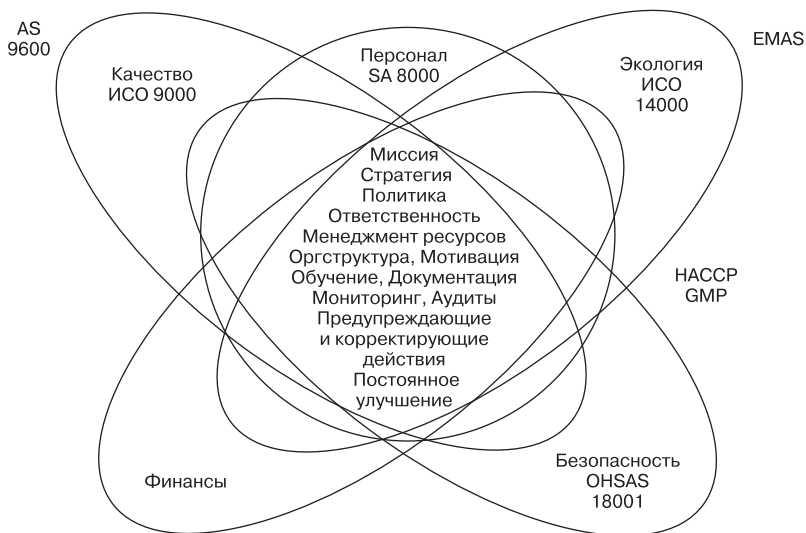 AS
9600
Качество
ИСО 9000
Персонал
SA 8000
Экология
ИСО
14000
EMAS
Миссия
Стратегия
Политика
Ответственность
Менеджмент ресурсов
Оргструктура, Мотивация
Обучение, Документация
Мониторинг, Аудиты
Предупреждающие
и корректирующие
действия
Постоянное
улучшение
HACCP
GMP
Финансы
Безопасность
OHSAS
18001